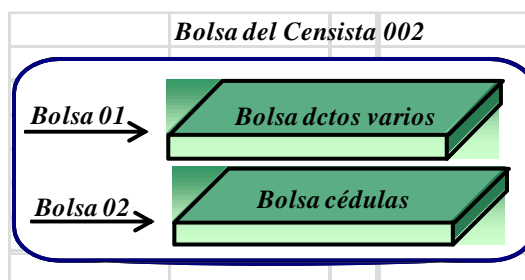 Bolsa del Censista 002
Bolsa 01
Bolsa dctos varios
Bolsa 02
Bolsa cédulas